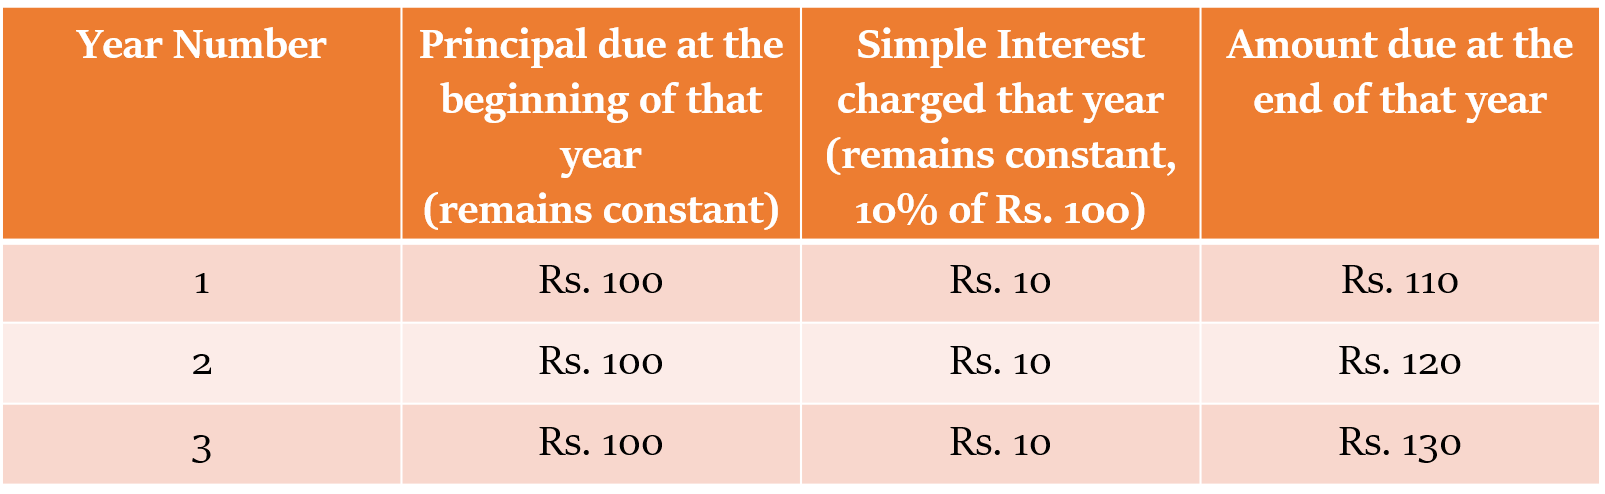 Year Number
Principal due at the
beginning of that
year
(remains constant)
Simple Interest
charged that year
(remains constant,
10% of Rs. 100)
Amount due at the
end of that year
1 Rs. 100 Rs. 10 Rs. 110
2 Rs. 100 Rs. 10 Rs. 120
3 Rs. 100 Rs. 10 Rs. 130